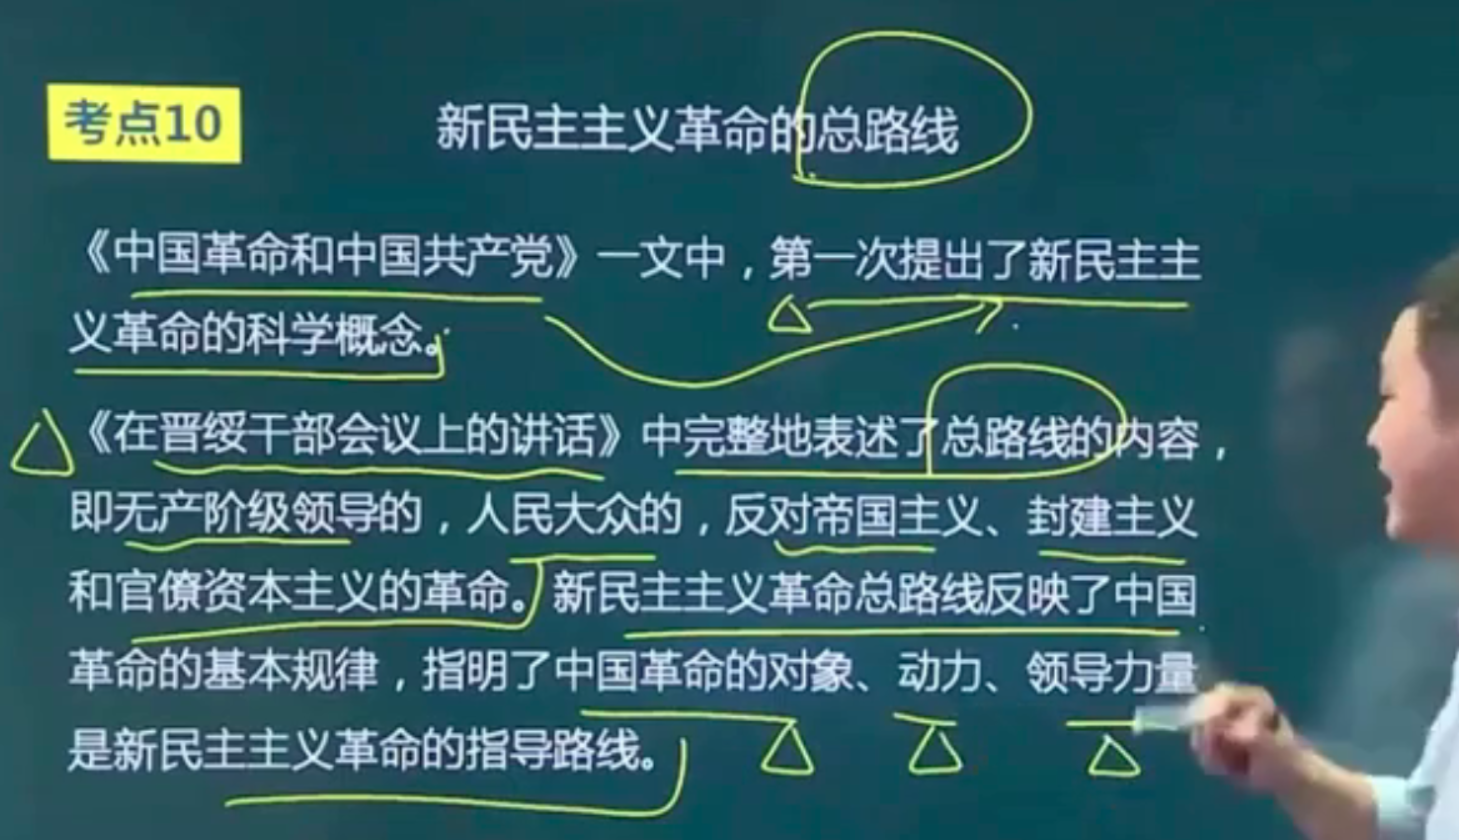 考点10
新民主主义革命的总路线
《中国革命和中国共产党》一文中，第一次提出了新民主主
义革命的科学概念。
《在晋绥干部会议上的讲话》中完整地表述了总路线的内容，
即无产阶级领导的，人民大众的，反对帝国主义、封建主义
和官僚资本主义的革命。新民主主义革命总路线反映了中国
革命的基本规律，指明了中国革命的对象、动力、领导力量
是新民主主义革命的指导路线。